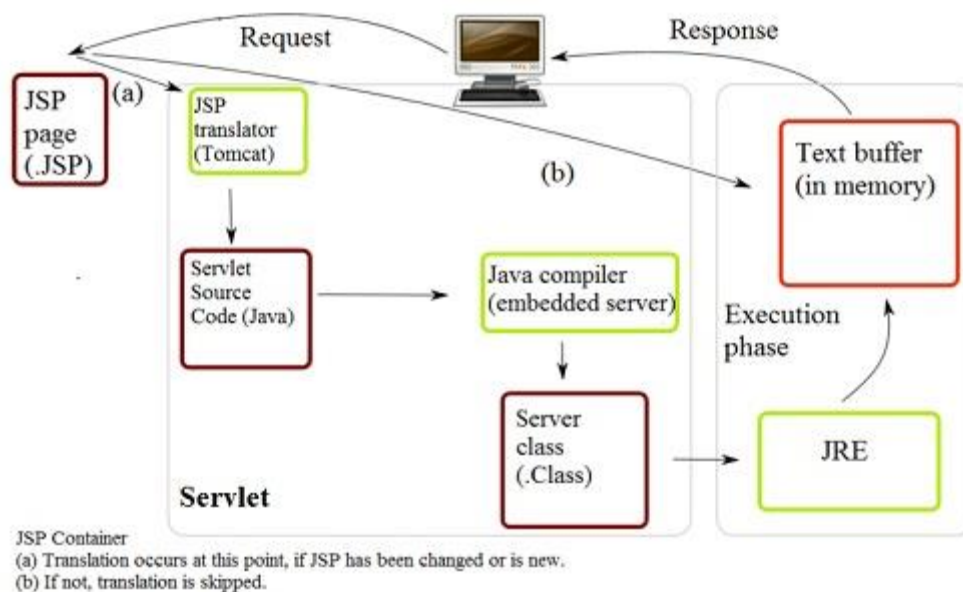 Request
Response
JSP
page
(.JSP)
(a)
JSP
translator
(Tomcat)
(b)
Text buffer
(in memory)
Servlet
Source
Code (Java)
Java compiler
(embedded server)
Execution
phase
Server
class
(.Class)
JRE
Servlet
JSP Container
(a) Translation occurs at this point, if JSP has been changed or is new.
(b) If not, translation is skipped.